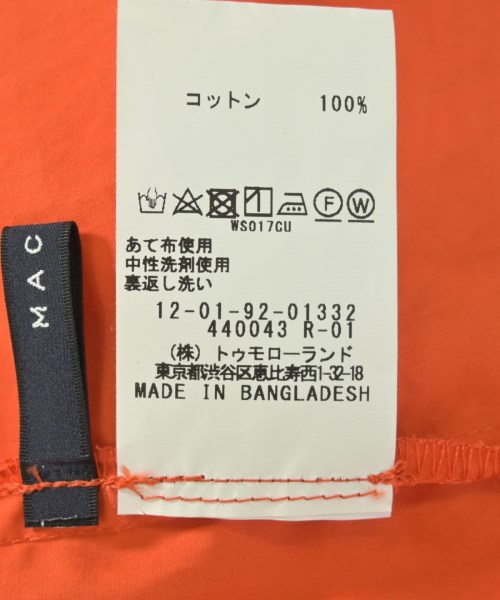 コットン 100%
F W
WS017CU
あて布使用
中性洗剤使用
裏返し洗い
12-01-92-01332
440043 R-01
(株)トゥモローランド
東京都渋谷区恵比寿西1-32-18
MADE IN BANGLADESH
MAC